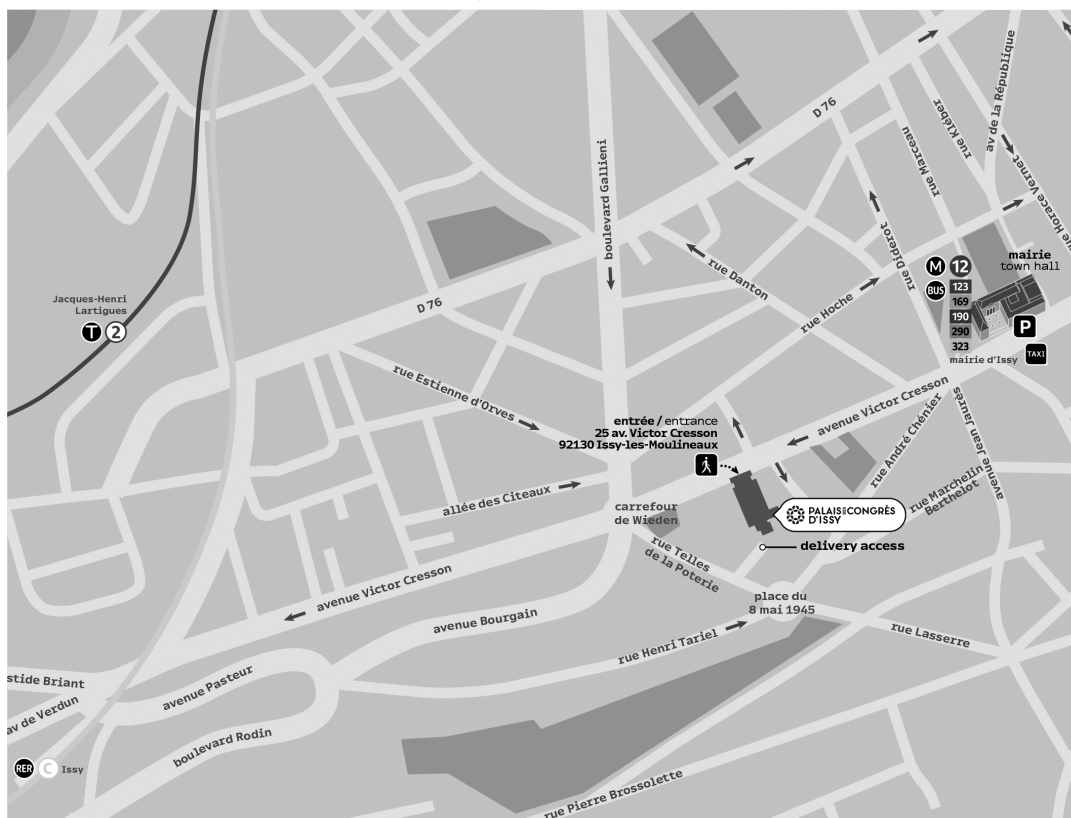 D 76
boulevard Gallieni
rue Marceau
rue Kléber
av de la République
rue Horace Vernet
rue Diderot
rue Danton
rue Hoche
mairie
town hall
M 12
BUS
123
169
190
290
323
P
TAXI
mairie d'Issy
Jacques-Henri
Lartigues
T 2
D 76
rue Estienne d'Orves
avenue Victor Cresson
entrée / entrance
25 av. Victor Cresson
92130 Issy-les-Moulineaux
rue André Chénier
avenue Jean Jaurès
rue Marchelin
Berthelot
allée des Citeaux
carrefour
de Wieden
PALAIS DES CONGRÈS
D'ISSY
delivery access
rue Telles
de la Poterie
place du
8 mai 1945
avenue Victor Cresson
avenue Bourgain
rue Henri Tariel
rue Lasserre
stide Briant
avenue Pasteur
av de Verdun
boulevard Rodin
RER C Issy
rue Pierre Brossolette